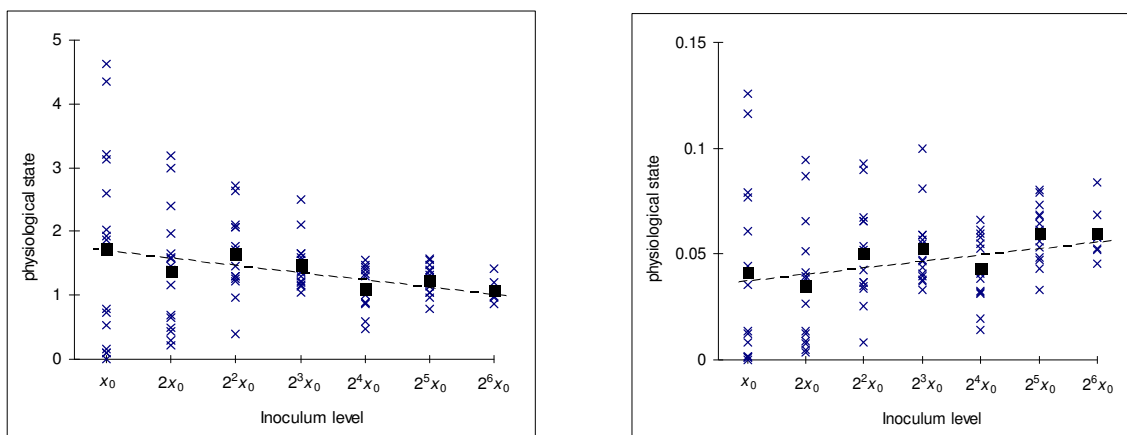 5
4
3
2
1
0
physiological state
x₀ 2x₀ 2²x₀ 2³x₀ 2⁴x₀ 2⁵x₀ 2⁶x₀
Inoculum level
0.15
0.1
0.05
0
physiological state
x₀ 2x₀ 2²x₀ 2³x₀ 2⁴x₀ 2⁵x₀ 2⁶x₀
Inoculum level